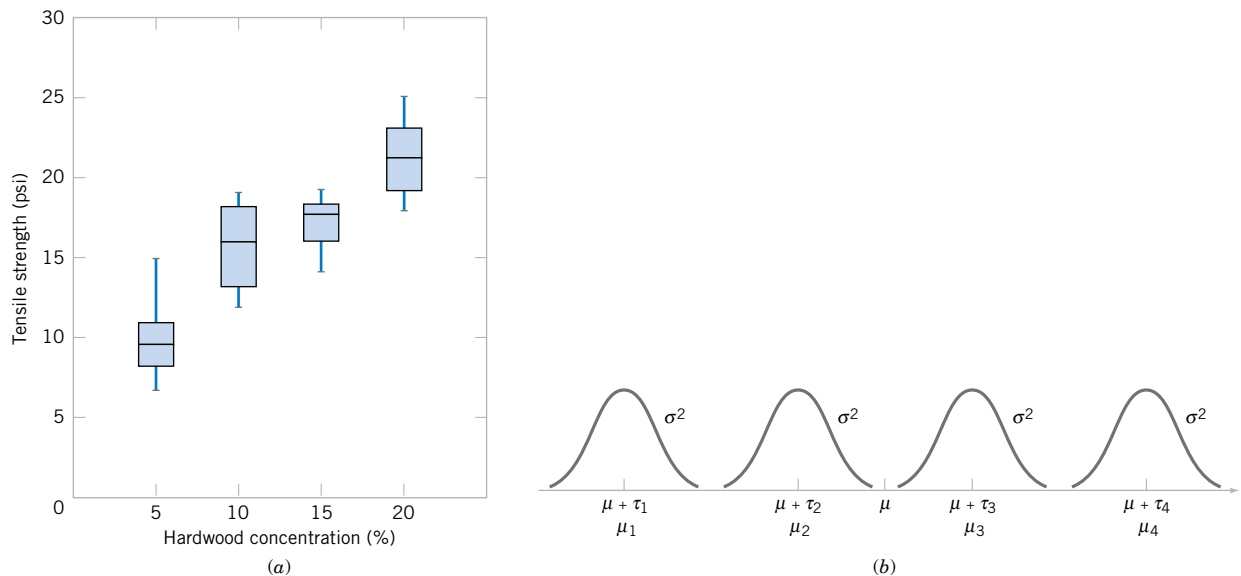 30
25
20
15
10
5
0
Tensile strength (psi)
5 10 15 20
Hardwood concentration (%)
(a)
σ² σ² σ² σ²
μ + τ₁ μ + τ₂ μ μ + τ₃ μ + τ₄
μ₁ μ₂ μ₃ μ₄
(b)